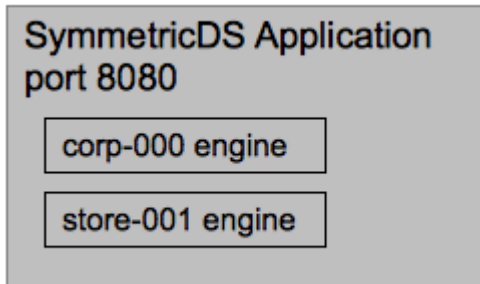 SymmetricDS Application
port 8080
corp-000 engine
store-001 engine